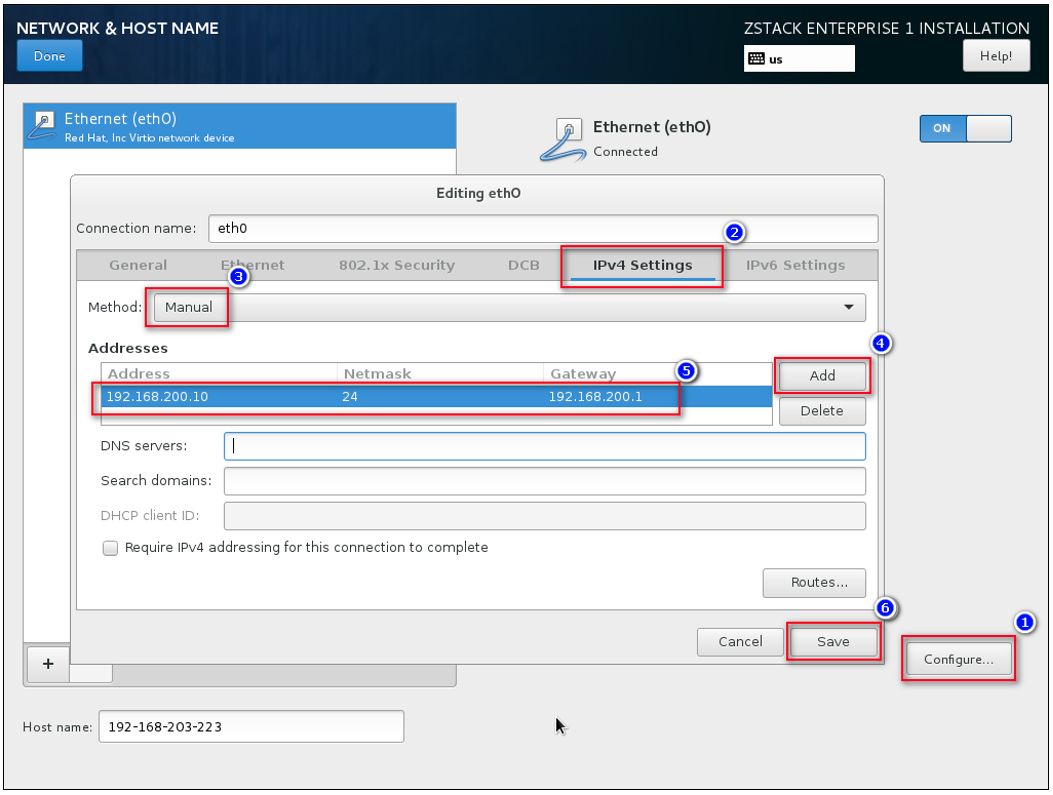 NETWORK & HOST NAME
ZSTACK ENTERPRISE 1 INSTALLATION
Done
us
Help!
Ethernet (eth0)
Red Hat, Inc Virtio network device
Ethernet (eth0)
Connected
ON
Editing eth0
Connection name: eth0
2
General Ethernet 802.1x Security DCB IPv4 Settings IPv6 Settings
3
Method: Manual
4
Addresses
5
Address Netmask Gateway
Add
192.168.200.10 24 192.168.200.1
Delete
DNS servers:
Search domains:
DHCP client ID:
Require IPv4 addressing for this connection to complete
Routes...
6
1
Cancel Save
Configure...
+
Host name: 192-168-203-223